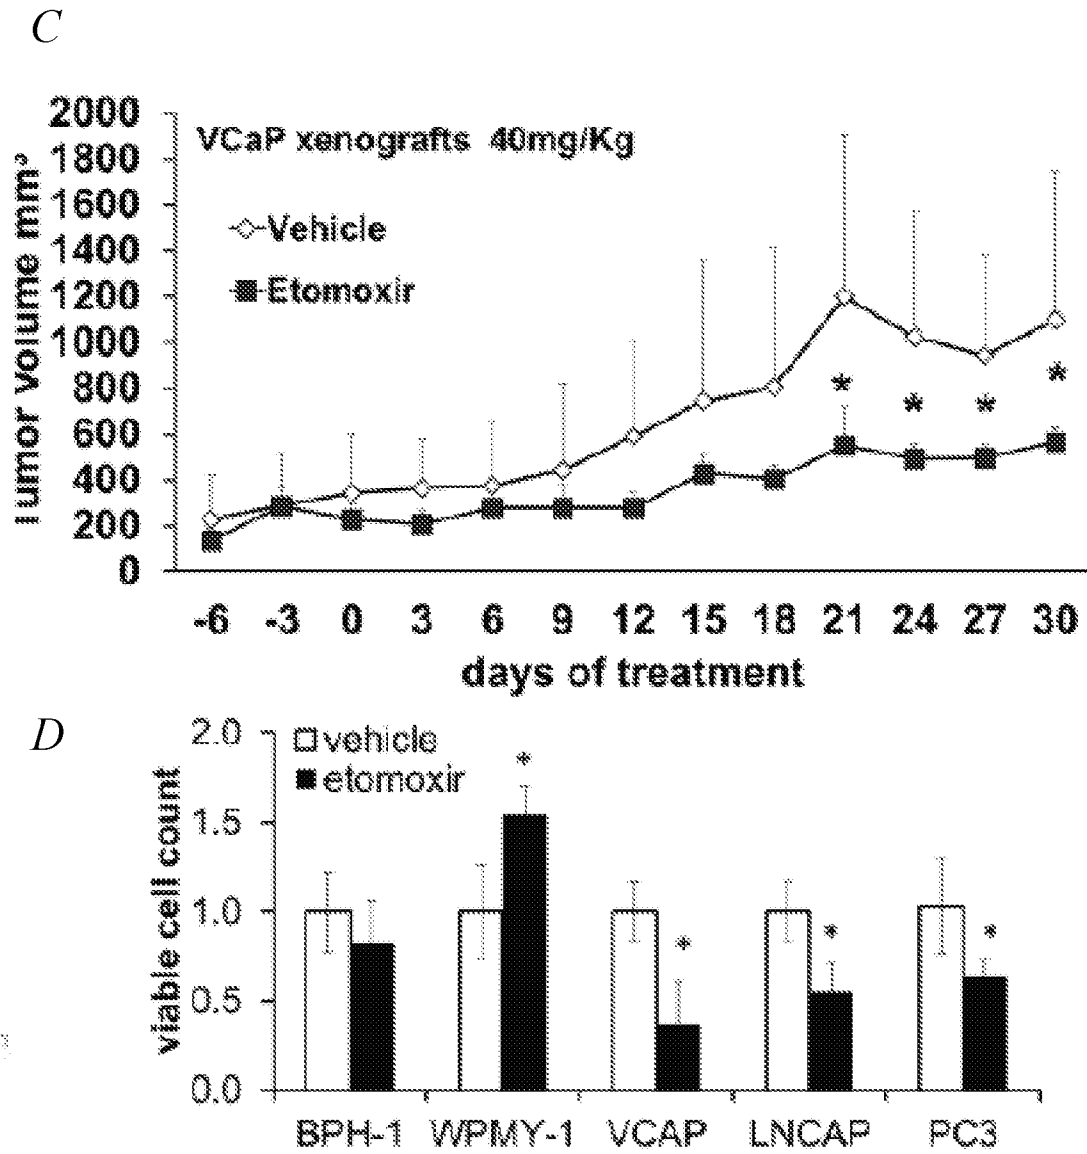 C
2000
1800
1600
1400
1200
1000
800
600
400
200
0
Tumor volume mm³
VCaP xenografts 40mg/Kg
Vehicle
Etomoxir
* * * *
-6 -3 0 3 6 9 12 15 18 21 24 27 30
days of treatment
D
2.0
1.5
1.0
0.5
0.0
viable cell count
vehicle
etomoxir
* * * *
BPH-1 WPMY-1 VCAP LNCAP PC3